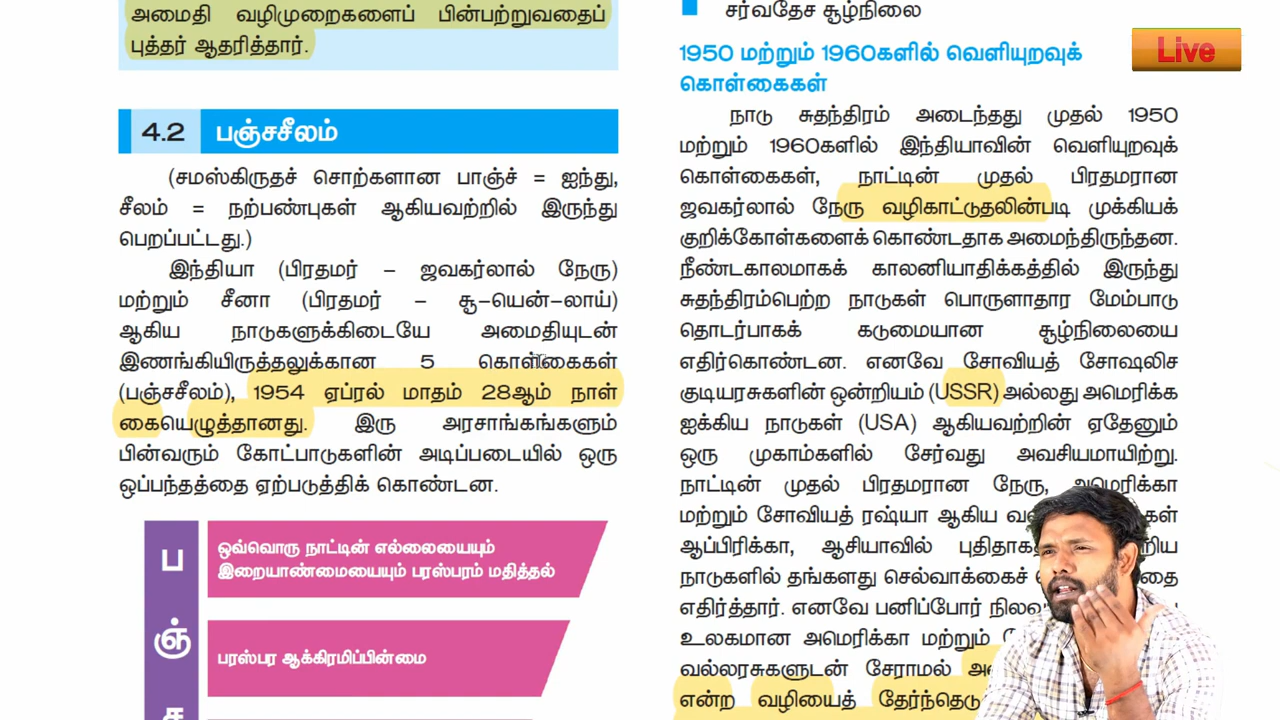 அமைதி வழிமுறைகளைப் பின்பற்றுவதைப்
புத்தர் ஆதரித்தார்.
4.2 பஞ்சசீலம்
(சமஸ்கிருதச் சொற்களான பாஞ்ச் = ஐந்து,
சீலம் = நற்பண்புகள் ஆகியவற்றில் இருந்து
பெறப்பட்டது.)
இந்தியா (பிரதமர் – ஜவகர்லால் நேரு)
மற்றும் சீனா (பிரதமர் – சூ–யென்–லாய்)
ஆகிய நாடுகளுக்கிடையே அமைதியுடன்
இணங்கியிருத்தலுக்கான 5 கொள்கைகள்
(பஞ்சசீலம்), 1954 ஏப்ரல் மாதம் 28ஆம் நாள்
கையெழுத்தானது. இரு அரசாங்கங்களும்
பின்வரும் கோட்பாடுகளின் அடிப்படையில் ஒரு
ஒப்பந்தத்தை ஏற்படுத்திக் கொண்டன.
ப
ஞ்
ச
ஒவ்வொரு நாட்டின் எல்லையையும்
இறையாண்மையையும் பரஸ்பரம் மதித்தல்
பரஸ்பர ஆக்கிரமிப்பின்மை
சர்வதேச சூழ்நிலை
1950 மற்றும் 1960களில் வெளியுறவுக்
கொள்கைகள்
நாடு சுதந்திரம் அடைந்தது முதல் 1950
மற்றும் 1960களில் இந்தியாவின் வெளியுறவுக்
கொள்கைகள், நாட்டின் முதல் பிரதமரான
ஜவகர்லால் நேரு வழிகாட்டுதலின்படி முக்கியக்
குறிக்கோள்களைக் கொண்டதாக அமைந்திருந்தன.
நீண்டகாலமாகக் காலனியாதிக்கத்தில் இருந்து
சுதந்திரம்பெற்ற நாடுகள் பொருளாதார மேம்பாடு
தொடர்பாகக் கடுமையான சூழ்நிலையை
எதிர்கொண்டன. எனவே சோவியத் சோஷலிச
குடியரசுகளின் ஒன்றியம் (USSR) அல்லது அமெரிக்க
ஐக்கிய நாடுகள் (USA) ஆகியவற்றின் ஏதேனும்
ஒரு முகாம்களில் சேர்வது அவசியமாயிற்று.
நாட்டின் முதல் பிரதமரான நேரு, அமெரிக்கா
மற்றும் சோவியத் ரஷ்யா ஆகிய
ஆப்பிரிக்கா, ஆசியாவில்
நாடுகளில் தங்களது செல்வாக்கைச்
எதிர்த்தார். எனவே பனிப்போர்
உலகமான அமெரிக்கா மற்றும்
வல்லரசுகளுடன் சேராமல்
என்ற வழியைத்
Live